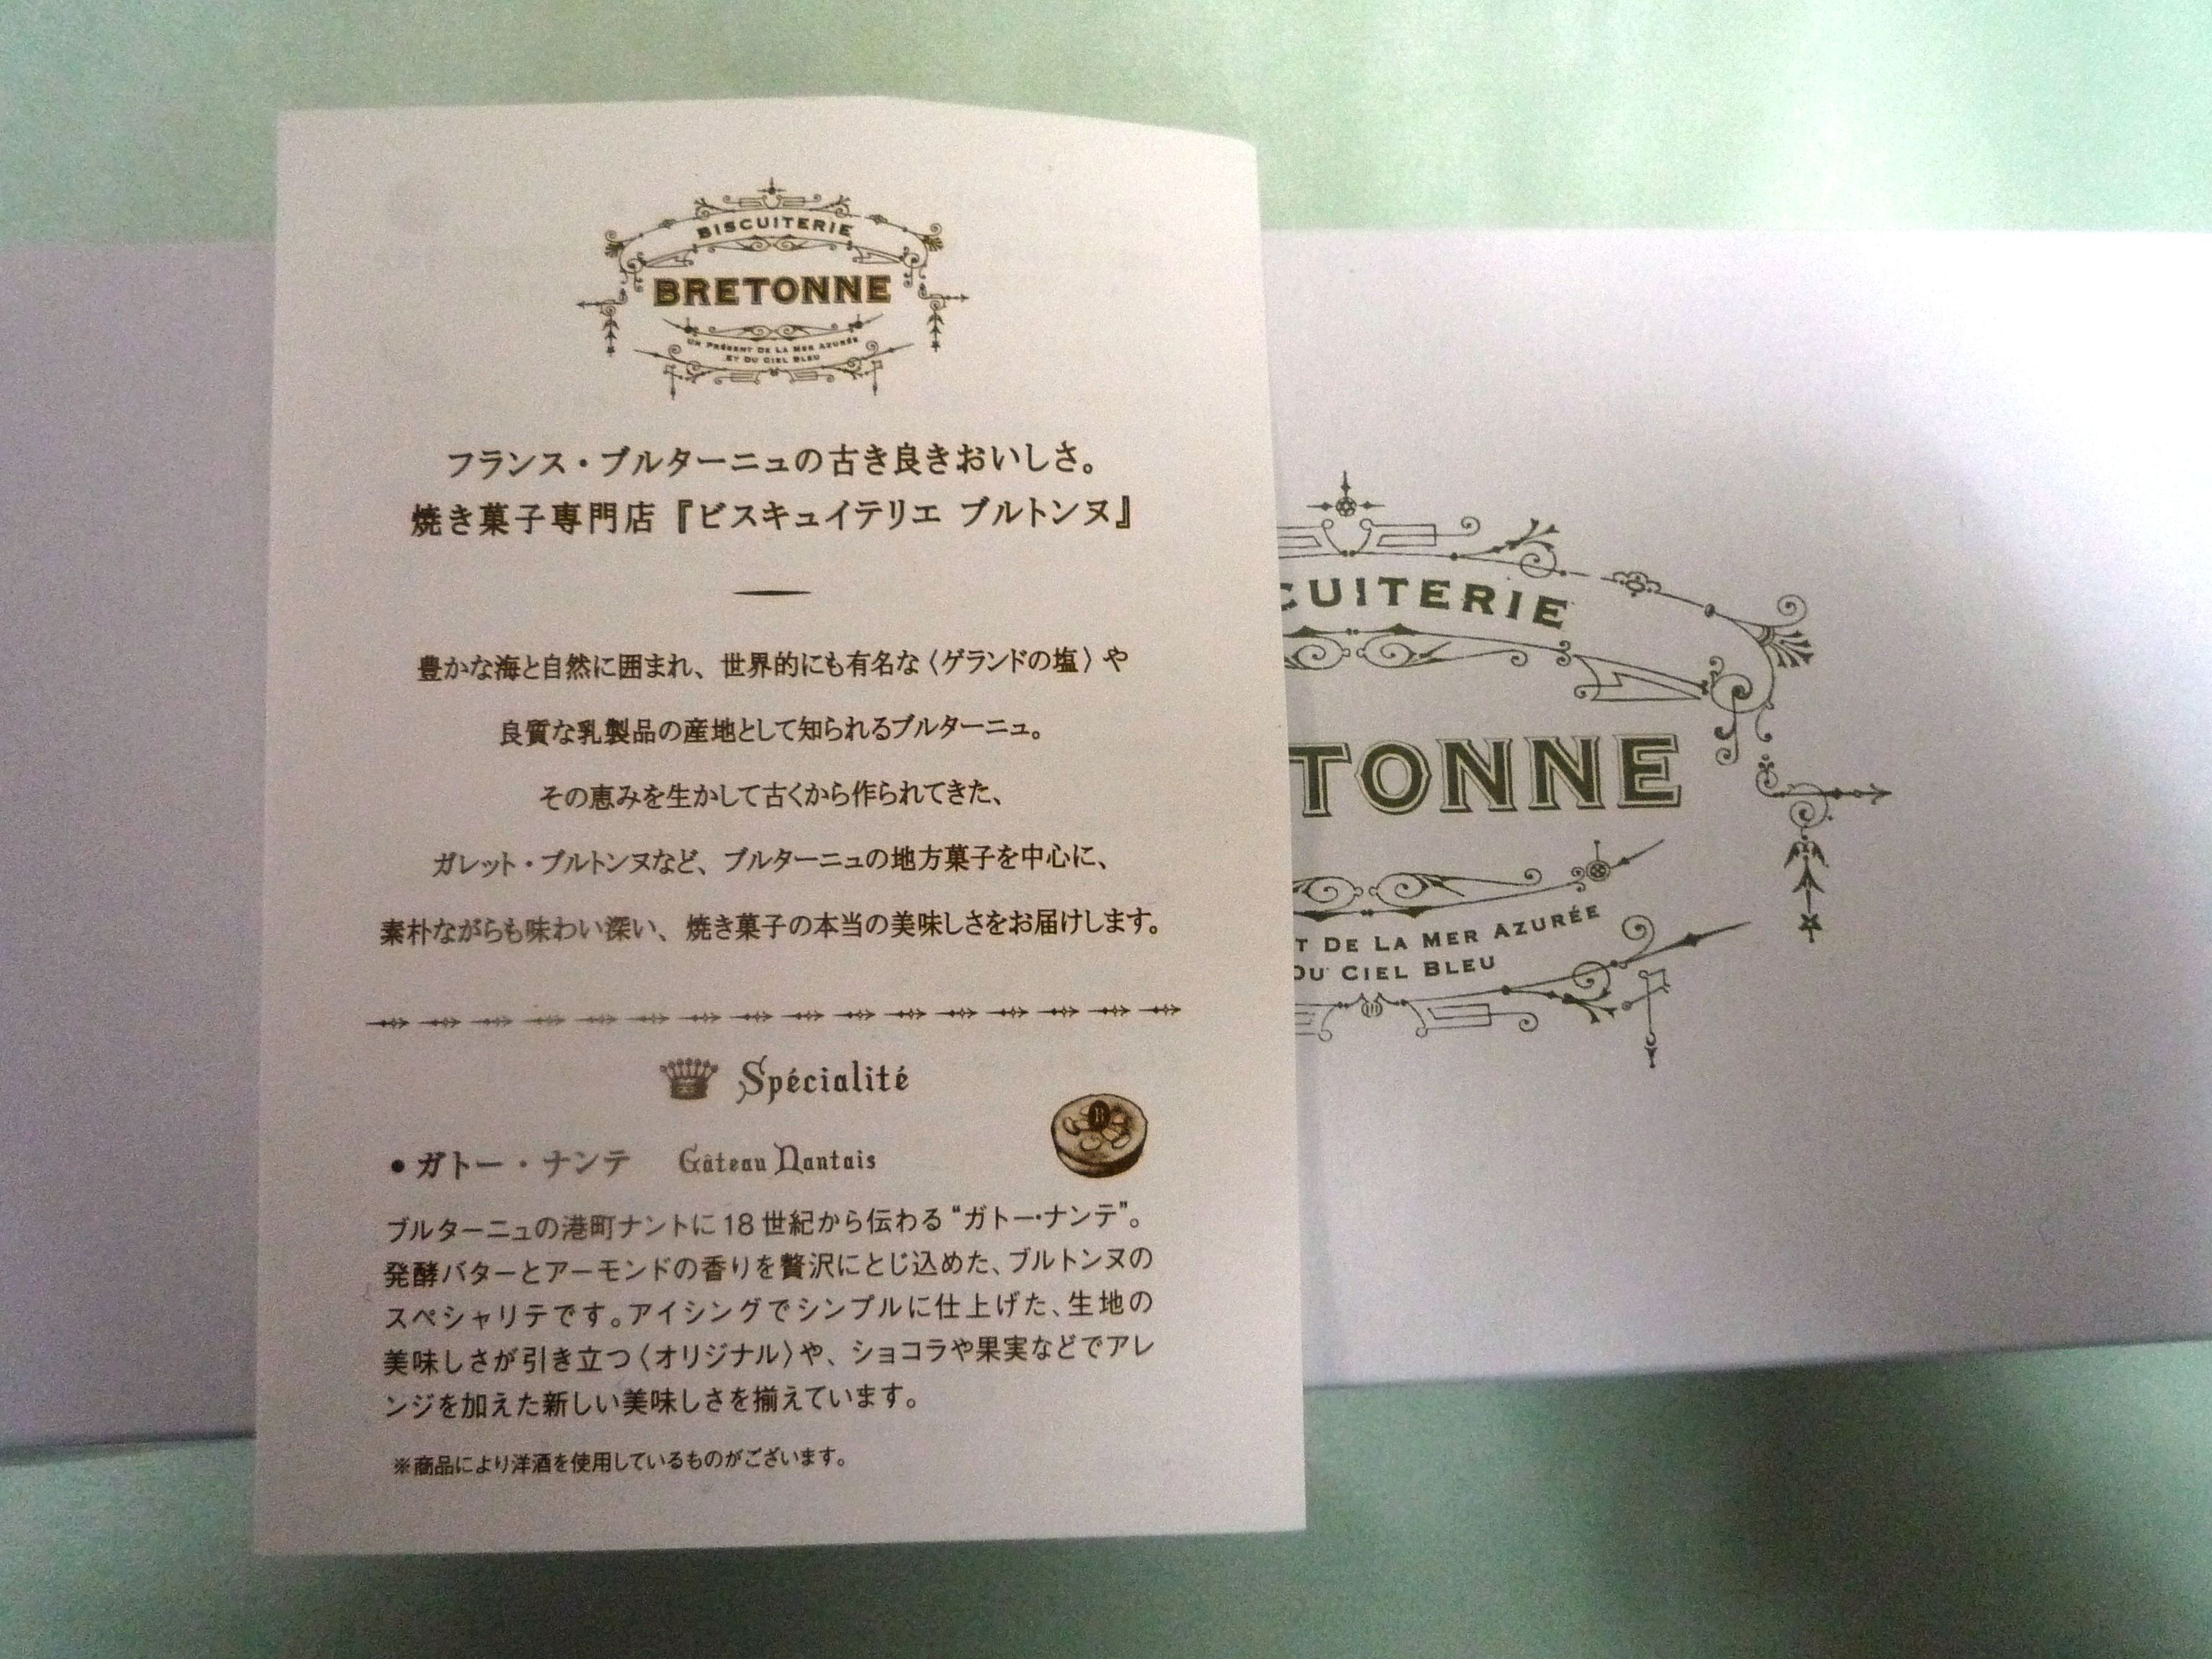 BISCUITERIE
BRETONNE
UN PRÉSENT DE LA MER AZURÉE
ET DU CIEL BLEU
フランス・ブルターニュの古き良きおいしさ。
焼き菓子専門店『ビスキュイテリエ ブルトンヌ』
豊かな海と自然に囲まれ、世界的にも有名な〈ゲランドの塩〉や
良質な乳製品の産地として知られるブルターニュ。
その恵みを生かして古くから作られてきた、
ガレット・ブルトンヌなど、ブルターニュの地方菓子を中心に、
素朴ながらも味わい深い、焼き菓子の本当の美味しさをお届けします。
Spécialité
●ガトー・ナンテ Gâteau Nantais
ブルターニュの港町ナントに18世紀から伝わる“ガトー・ナンテ”。
発酵バターとアーモンドの香りを贅沢にとじ込めた、ブルトンヌの
スペシャリテです。アイシングでシンプルに仕上げた、生地の
美味しさが引き立つ〈オリジナル〉や、ショコラや果実などでアレ
ンジを加えた新しい美味しさを揃えています。
※商品により洋酒を使用しているものがございます。
CUITERIE
TONNE
T DE LA MER AZURÉE
DU CIEL BLEU